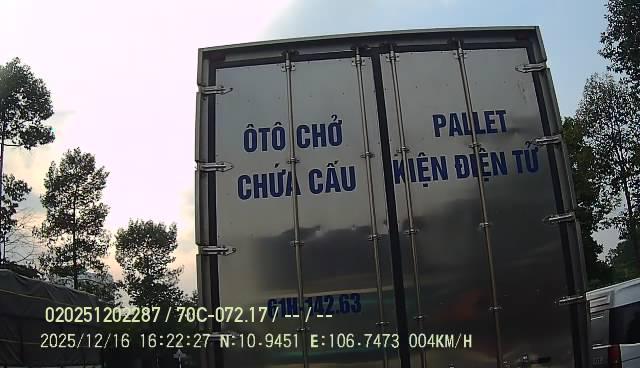 ÔTÔ CHỞ PALLET
CHỨA CẤU KIỆN ĐIỆN TỬ
61H-142.63
020251202287 / 70C-072.17 / -- / --
2025/12/16 16:22:27 N:10.9451 E:106.7473 004KM/H